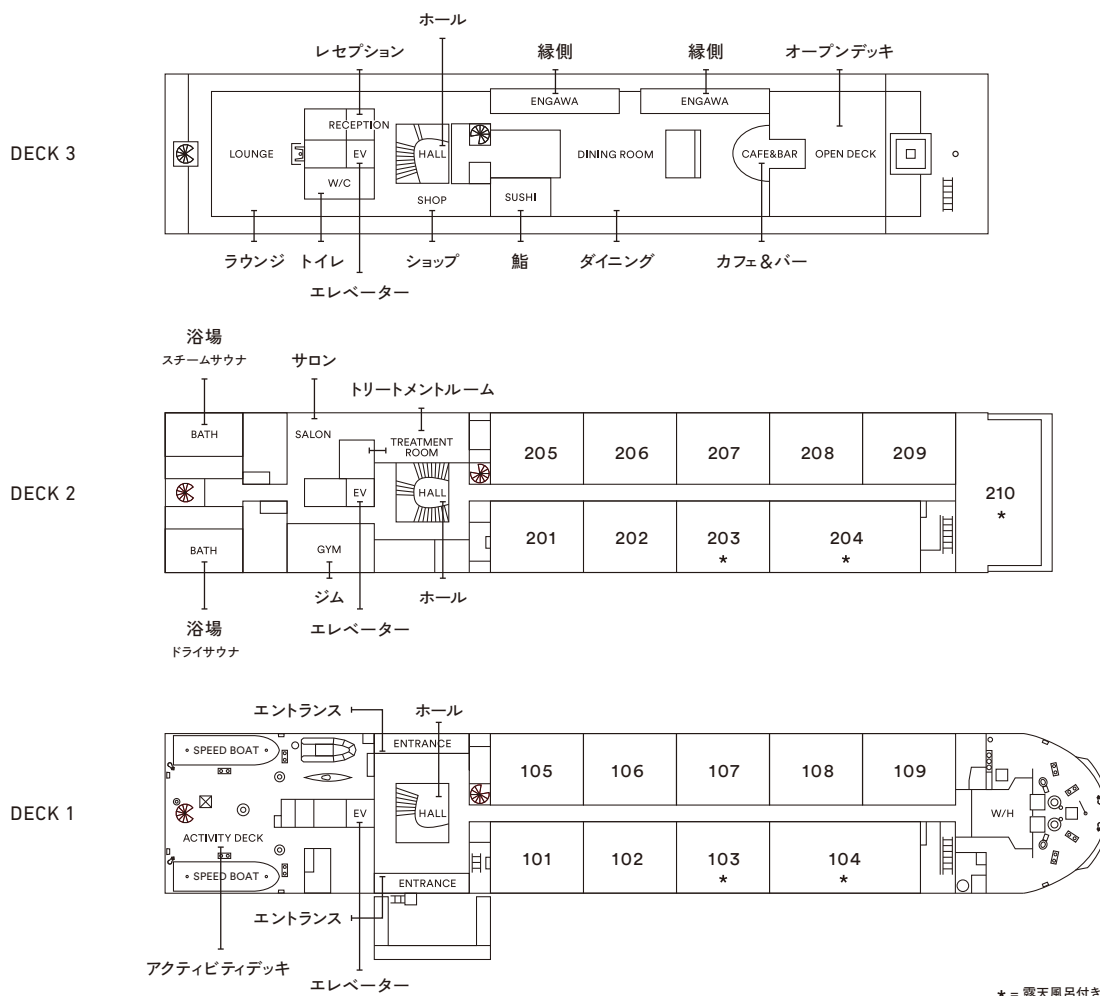 ホール
レセプション
縁側
縁側
オープンデッキ
DECK 3
ENGAWA
ENGAWA
RECEPTION
LOUNGE
EV
HALL
DINING ROOM
CAFE&BAR
OPEN DECK
W/C
SHOP
SUSHI
ラウンジ
トイレ
ショップ
鮨
ダイニング
カフェ&バー
エレベーター
浴場
スチームサウナ
サロン
トリートメントルーム
DECK 2
BATH
SALON
TREATMENT
ROOM
205
206
207
208
209
EV
HALL
210
*
201
202
203
*
204
*
BATH
GYM
ジム
ホール
浴場
ドライサウナ
エレベーター
エントランス
ホール
DECK 1
SPEED BOAT
ENTRANCE
105
106
107
108
109
EV
HALL
W/H
ACTIVITY DECK
101
102
103
*
104
*
SPEED BOAT
ENTRANCE
エントランス
アクティビティデッキ
エレベーター
* = 露天風呂付き